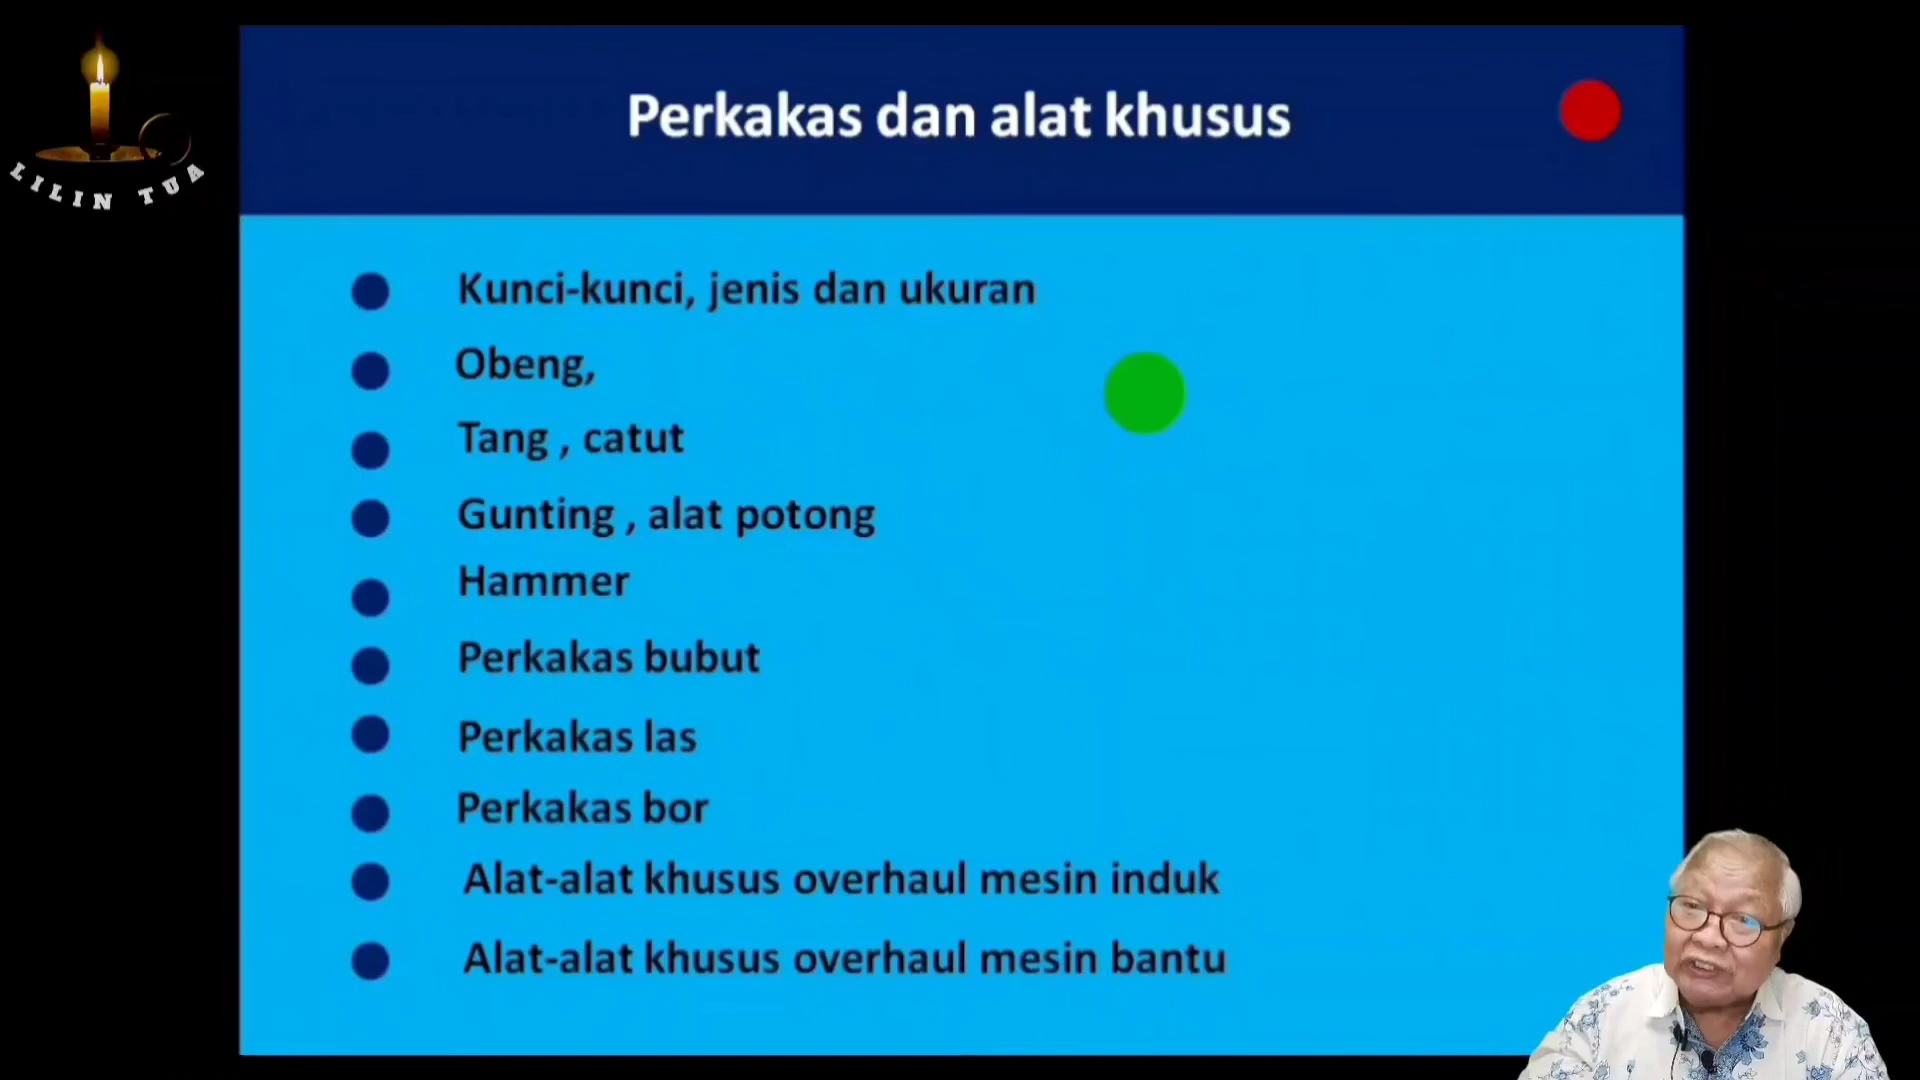 LILIN TUA
Perkakas dan alat khusus
Kunci-kunci, jenis dan ukuran
Obeng,
Tang , catut
Gunting , alat potong
Hammer
Perkakas bubut
Perkakas las
Perkakas bor
Alat-alat khusus overhaul mesin induk
Alat-alat khusus overhaul mesin bantu